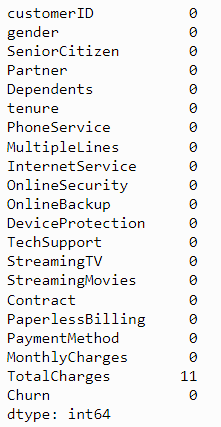 customerID 0
gender 0
SeniorCitizen 0
Partner 0
Dependents 0
tenure 0
PhoneService 0
MultipleLines 0
InternetService 0
OnlineSecurity 0
OnlineBackup 0
DeviceProtection 0
TechSupport 0
StreamingTV 0
StreamingMovies 0
Contract 0
PaperlessBilling 0
PaymentMethod 0
MonthlyCharges 0
TotalCharges 11
Churn 0
dtype: int64